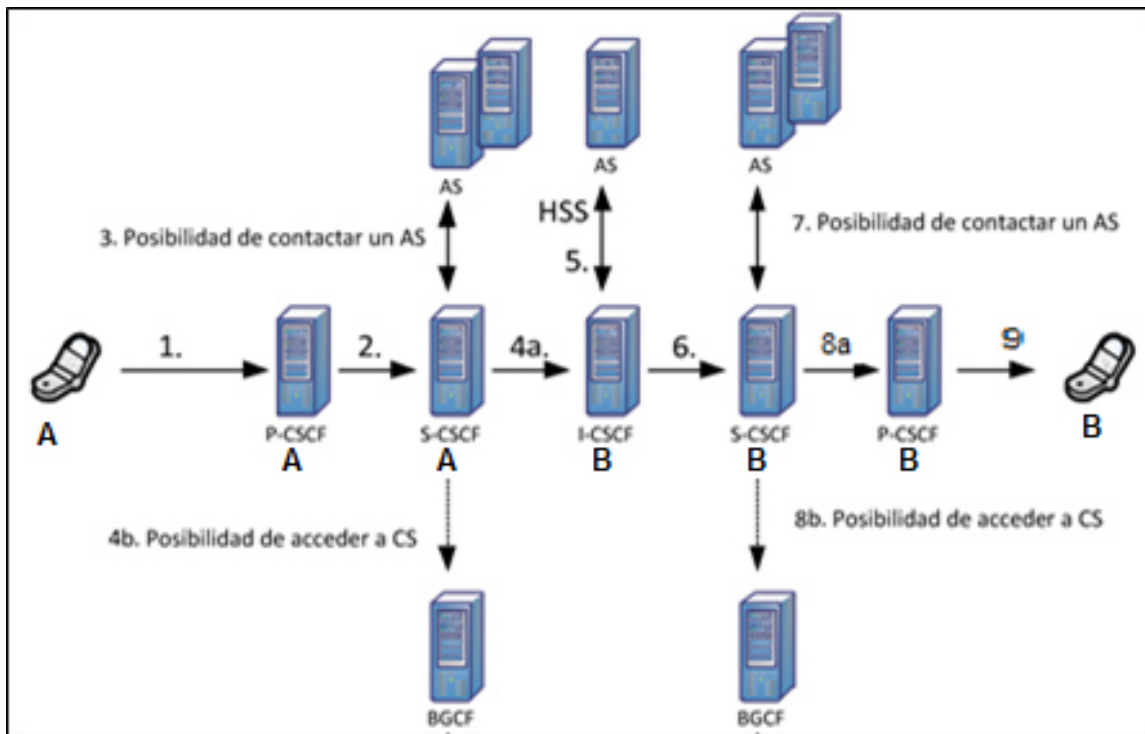 AS
AS
AS
3. Posibilidad de contactar un AS
HSS
5.
7. Posibilidad de contactar un AS
1.
2.
4a.
6.
8a
9
A
P-CSCF
A
S-CSCF
A
I-CSCF
B
S-CSCF
B
P-CSCF
B
B
4b. Posibilidad de acceder a CS
8b. Posibilidad de acceder a CS
BGCF
BGCF